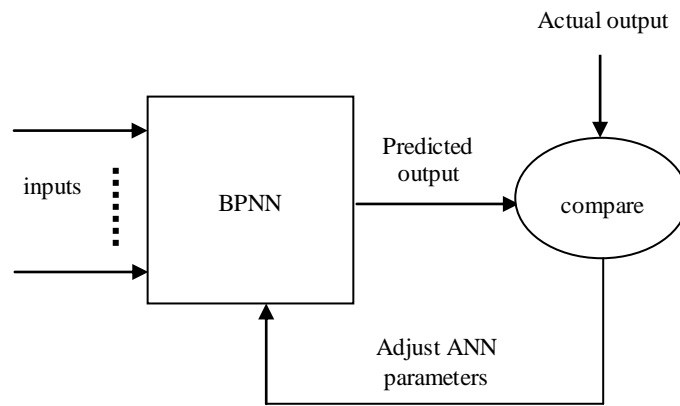 Actual output
Predicted
output
inputs
BPNN
compare
Adjust ANN
parameters